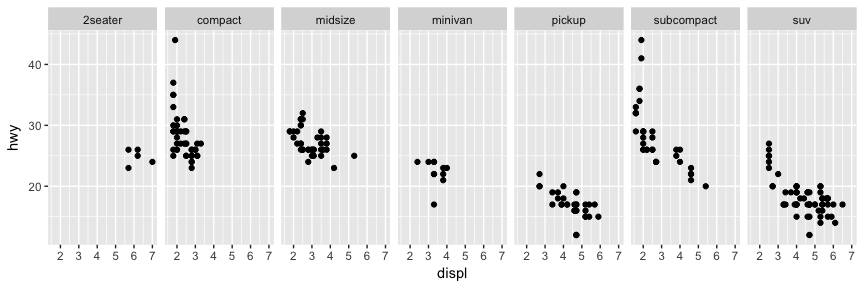 2seater compact midsize minivan pickup subcompact suv
hwy
40
30
20
2 3 4 5 6 7 2 3 4 5 6 7 2 3 4 5 6 7 2 3 4 5 6 7 2 3 4 5 6 7 2 3 4 5 6 7 2 3 4 5 6 7
displ